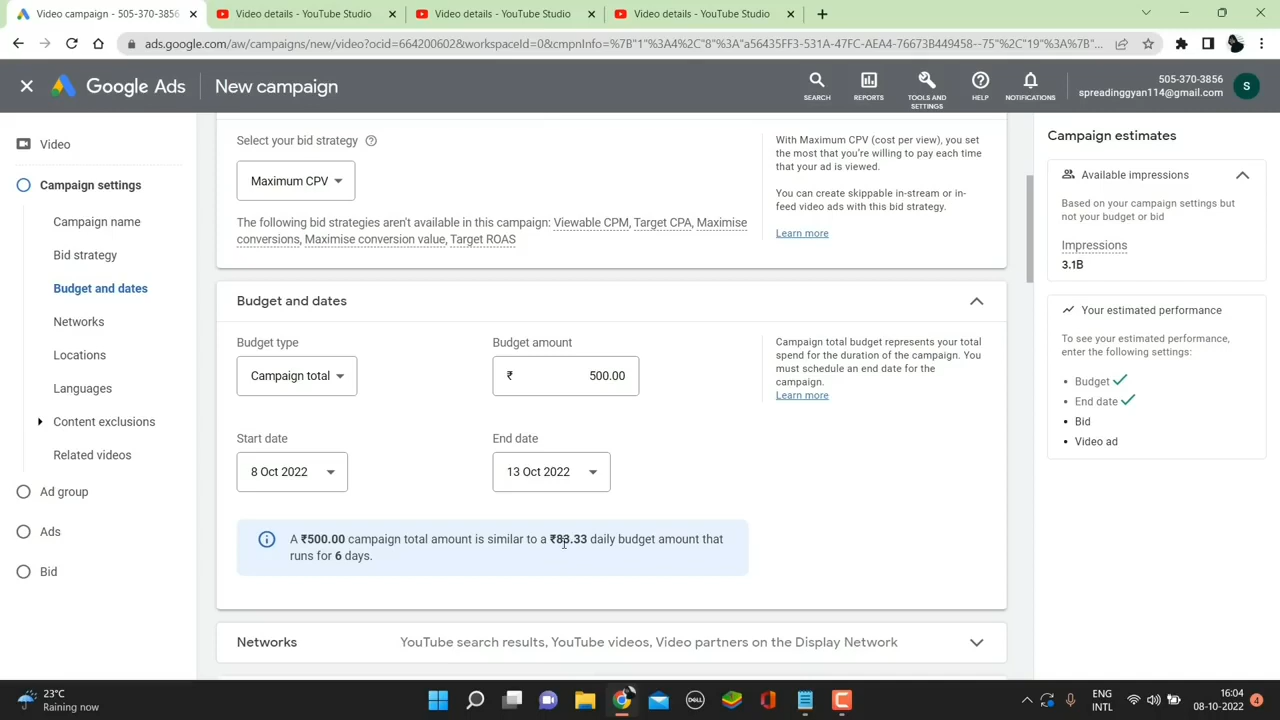 Video campaign - 505-370-3856
Video details - YouTube Studio
Video details - YouTube Studio
Video details - YouTube Studio
ads.google.com/aw/campaigns/new/video?ocid=664200602&workspaceId=0&cmpnInfo=%7B"1"%3A4%2C"8"%3A"a56435FF3-531A-47FC-AEA4-76673B449458--75"%2C"19"%3A%7B"...
Google Ads
New campaign
SEARCH
REPORTS
TOOLS AND
SETTINGS
HELP
NOTIFICATIONS
505-370-3856
spreadinggyan114@gmail.com
S
Video
Campaign settings
Campaign name
Bid strategy
Budget and dates
Networks
Locations
Languages
Content exclusions
Related videos
Ad group
Ads
Bid
Select your bid strategy
Maximum CPV
The following bid strategies aren't available in this campaign: Viewable CPM, Target CPA, Maximise
conversions, Maximise conversion value, Target ROAS
With Maximum CPV (cost per view), you set
the most that you're willing to pay each time
that your ad is viewed.
You can create skippable in-stream or in-
feed video ads with this bid strategy.
Learn more
Budget and dates
Budget type
Campaign total
Budget amount
₹ 500.00
Start date
8 Oct 2022
End date
13 Oct 2022
Campaign total budget represents your total
spend for the duration of the campaign. You
must schedule an end date for the
campaign.
Learn more
A ₹500.00 campaign total amount is similar to a ₹83.33 daily budget amount that
runs for 6 days.
Networks
YouTube search results, YouTube videos, Video partners on the Display Network
Campaign estimates
Available impressions
Based on your campaign settings but
not your budget or bid
Impressions
3.1B
Your estimated performance
To see your estimated performance,
enter the following settings:
• Budget
• End date
• Bid
• Video ad
23°C
Raining now
DELL
ENG
INTL
16:04
08-10-2022
4